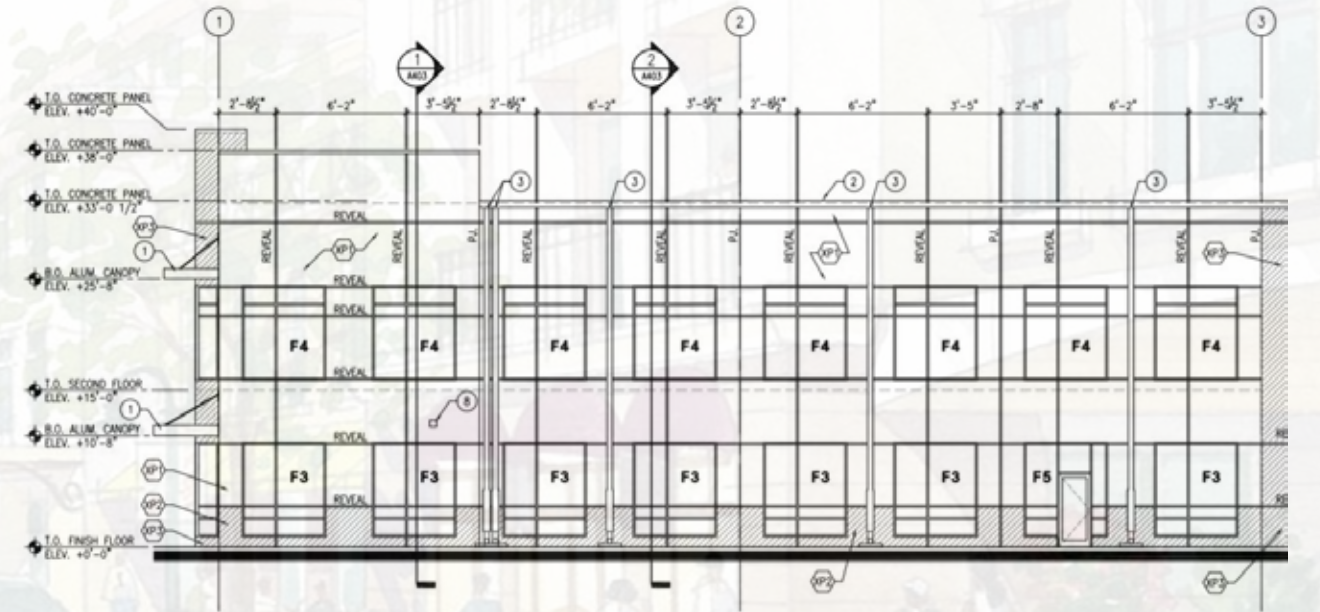 1
2
3
1
A403
2
A403
T.O. CONCRETE PANEL
ELEV. +40'-0"
2'-8½"
6'-2"
3'-5½"
2'-8½"
6'-2"
3'-5½"
2'-8½"
6'-2"
3'-5"
2'-8"
6'-2"
3'-5½"
T.O. CONCRETE PANEL
ELEV. +38'-0"
T.O. CONCRETE PANEL
ELEV. +33'-0 1/2"
3
3
2
3
3
REVEAL
XP3
1
REVEAL
XP1
REVEAL
P.J.
REVEAL
REVEAL
P.J.
REVEAL
XP1
REVEAL
P.J.
REVEAL
REVEAL
P.J.
XP3
B.O. ALUM. CANOPY
ELEV. +25'-8"
REVEAL
REVEAL
F4
F4
F4
F4
F4
F4
F4
F4
REVEAL
T.O. SECOND FLOOR
ELEV. +15'-0"
1
8
B.O. ALUM. CANOPY
ELEV. +10'-8"
REVEAL
RE
XP1
F3
F3
F3
F3
F3
F3
F5
F3
XP2
REVEAL
RE
XP3
T.O. FINISH FLOOR
ELEV. +0'-0"
XP2